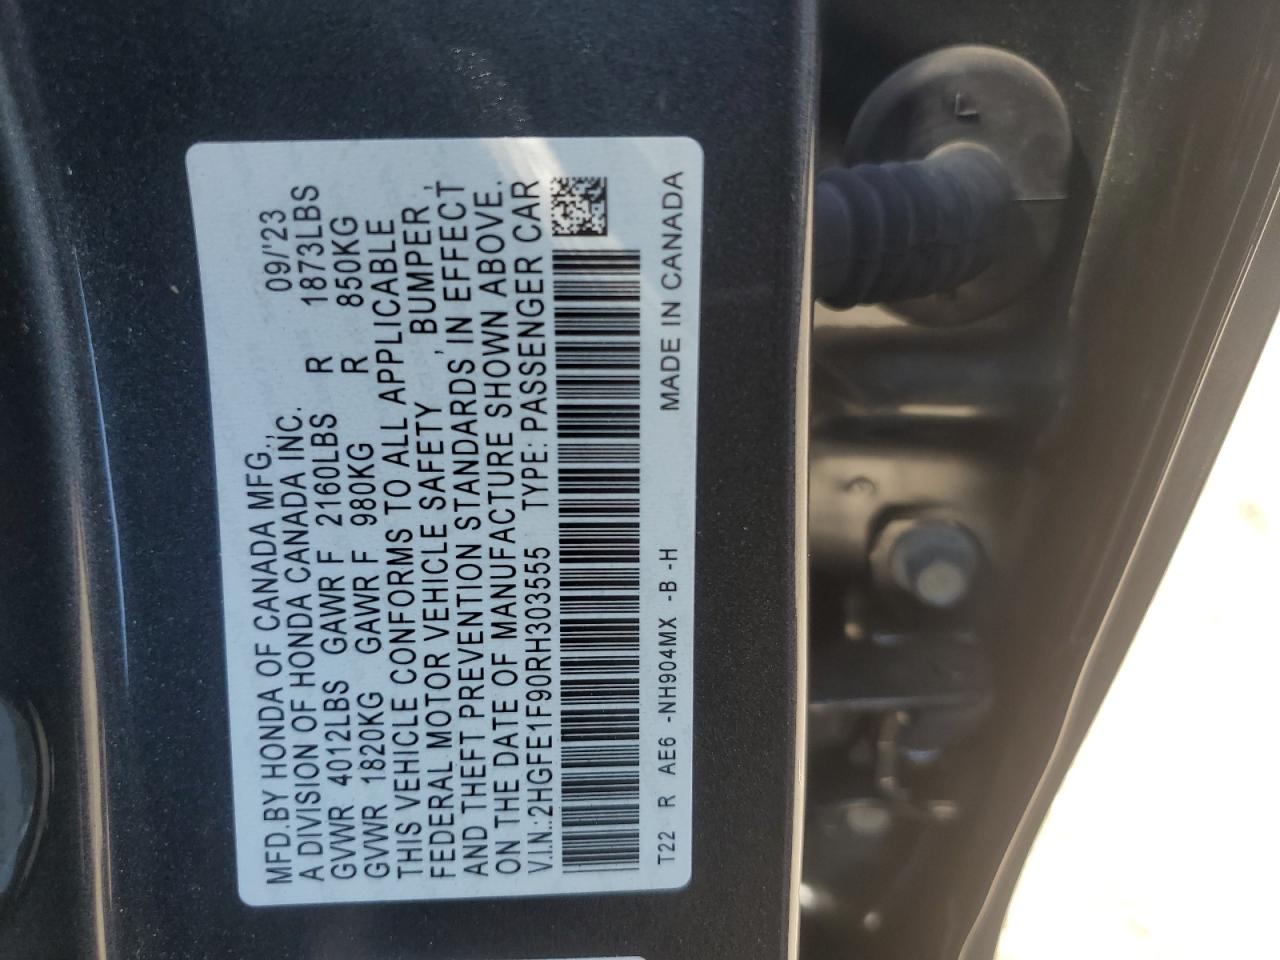 MFD.BY HONDA OF CANADA MFG., 09/'23
A DIVISION OF HONDA CANADA INC.
GVWR 4012LBS GAWR F 2160LBS R 1873LBS
GVWR 1820KG GAWR F 980KG R 850KG
THIS VEHICLE CONFORMS TO ALL APPLICABLE
FEDERAL MOTOR VEHICLE SAFETY , BUMPER ,
AND THEFT PREVENTION STANDARDS IN EFFECT
ON THE DATE OF MANUFACTURE SHOWN ABOVE.
V.I.N.:2HGFE1F90RH303555 TYPE: PASSENGER CAR
T22 R AE6 -NH904MX -B -H MADE IN CANADA
L